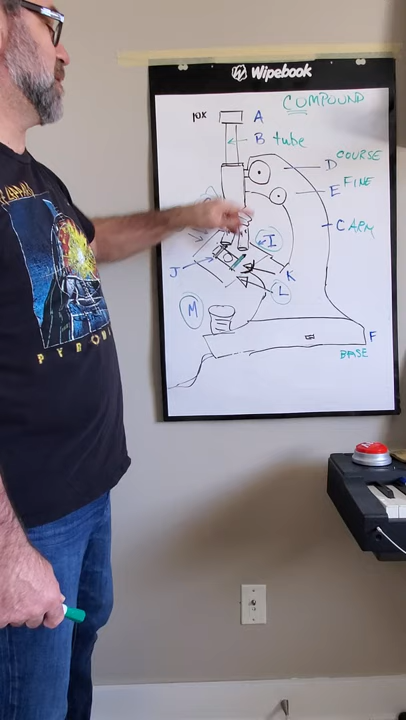 Wipebook
COMPOUND
10x A
B tube
D COURSE
E FINE
C ARM
I
J
K
L
M
F
BASE